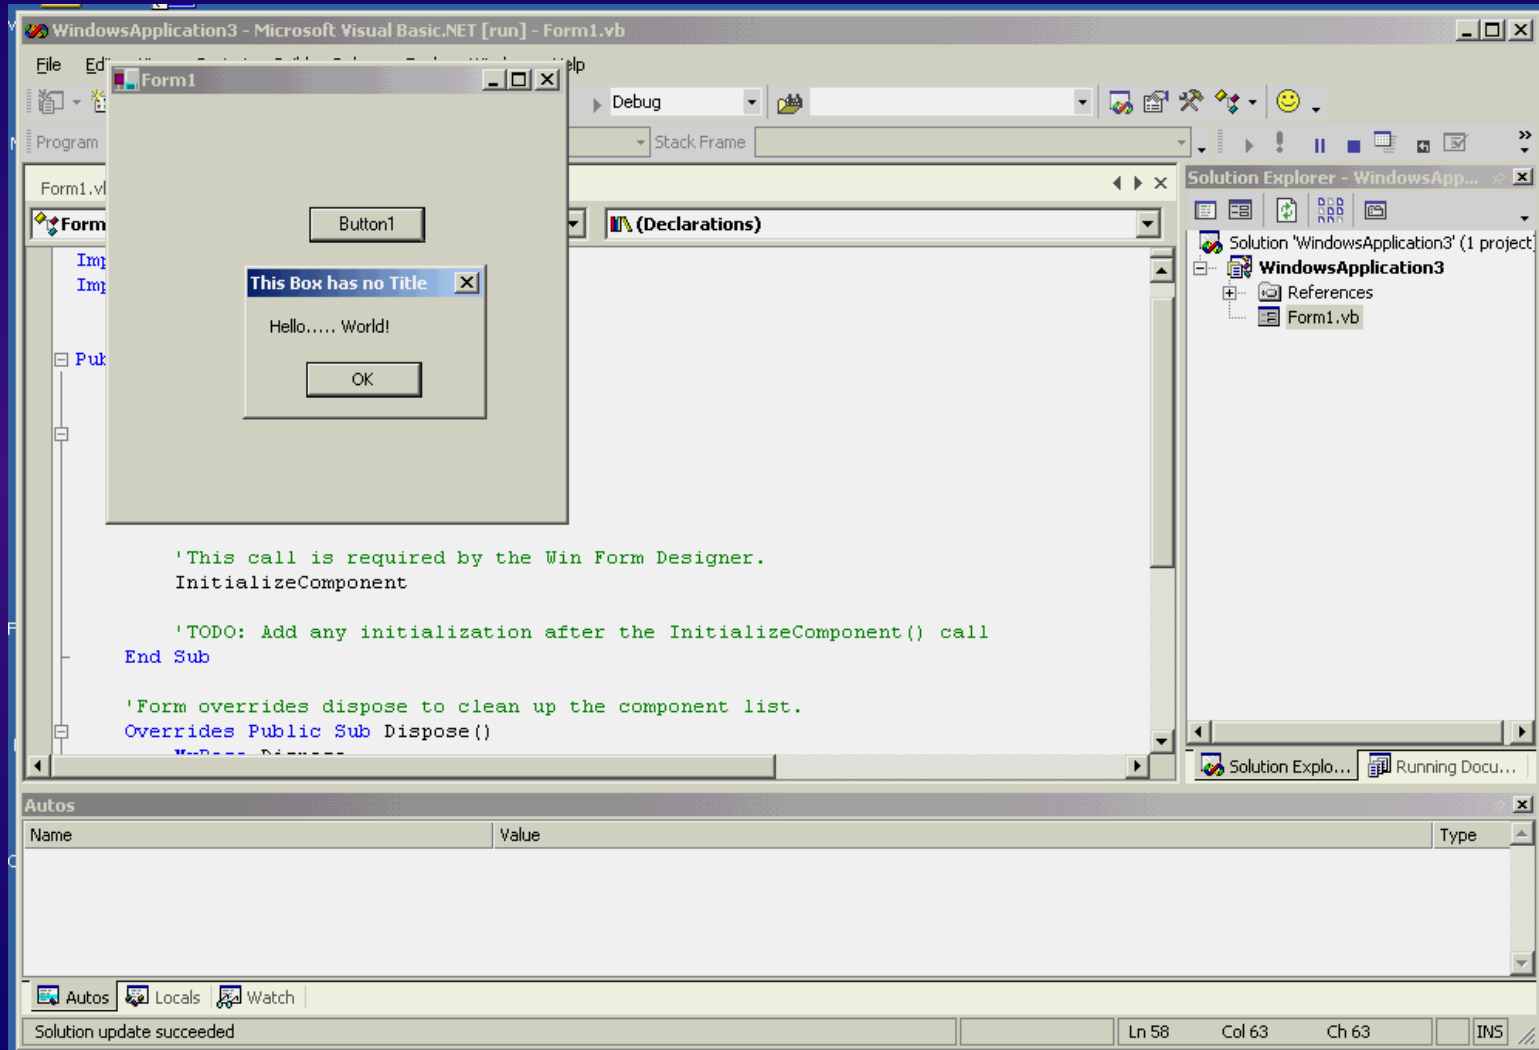 WindowsApplication3 - Microsoft Visual Basic.NET [run] - Form1.vb
File
Form1
Debug
Program
Stack Frame
Form1.vb
Form
(Declarations)
Button1
This Box has no Title
Hello..... World!
OK
'This call is required by the Win Form Designer.
InitializeComponent
'TODO: Add any initialization after the InitializeComponent() call
End Sub
'Form overrides dispose to clean up the component list.
Overrides Public Sub Dispose()
Solution Explorer - WindowsApp...
Solution 'WindowsApplication3' (1 project)
WindowsApplication3
References
Form1.vb
Solution Explo...
Running Docu...
Autos
Name Value Type
Autos Locals Watch
Solution update succeeded
Ln 58 Col 63 Ch 63 INS